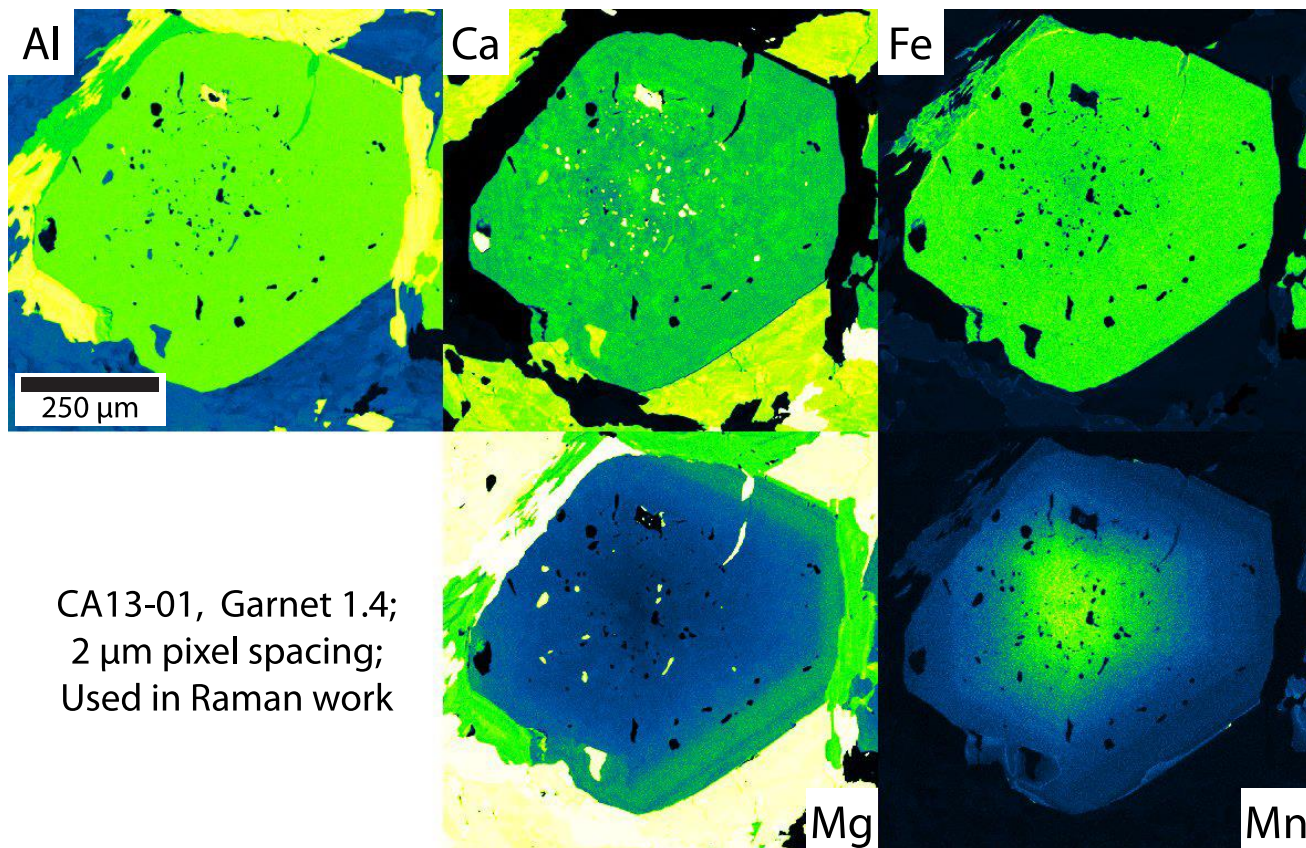 Al
Ca
Fe
250 µm
CA13-01, Garnet 1.4;
2 µm pixel spacing;
Used in Raman work
Mg
Mn